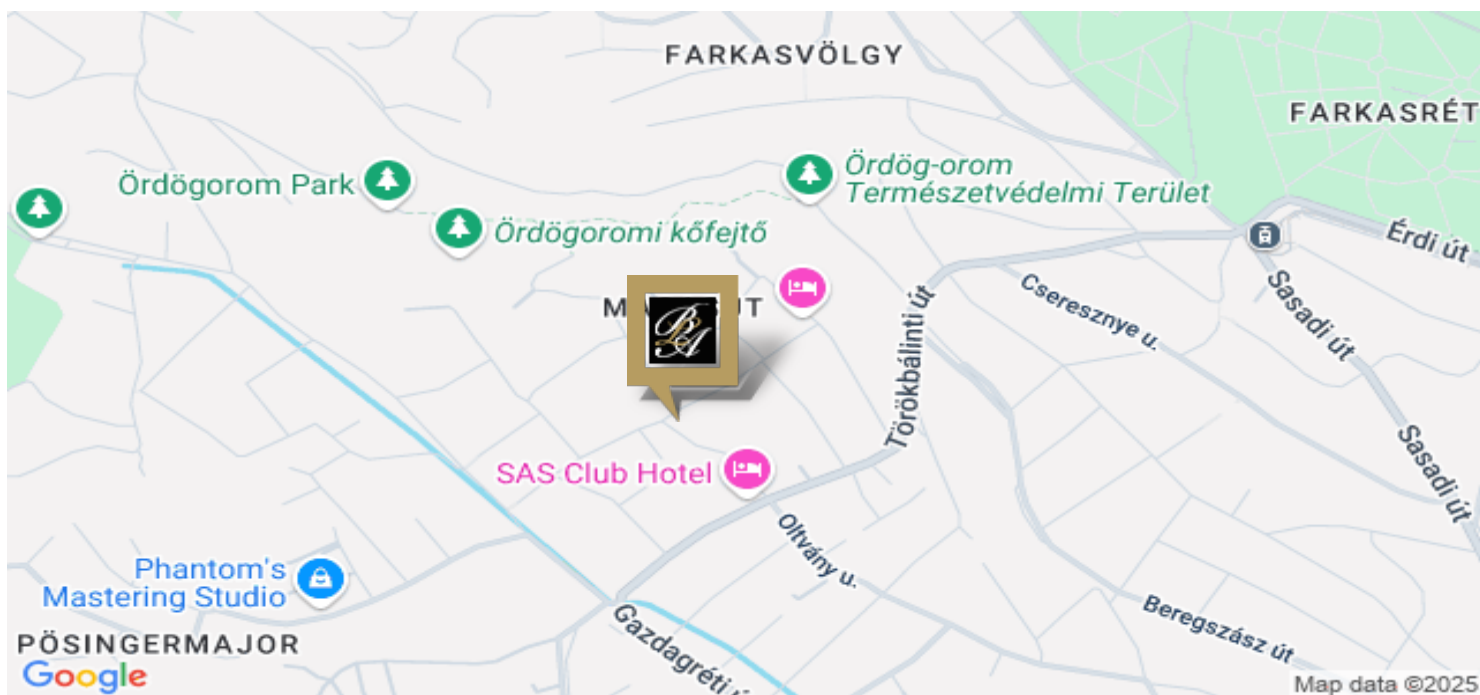 FARKASVÖLGY
FARKASRÉT
Ördögorom Park
Ördög-orom
Természetvédelmi Terület
Ördögoromi kőfejtő
Érdi út
Sasadi út
Cseresznye u.
Törökbálinti út
BA
SAS Club Hotel
Sasadi út
Oltvány u.
Phantom's
Mastering Studio
Beregszász út
PÖSINGERMAJOR
Gazdagréti
Google
Map data ©2025